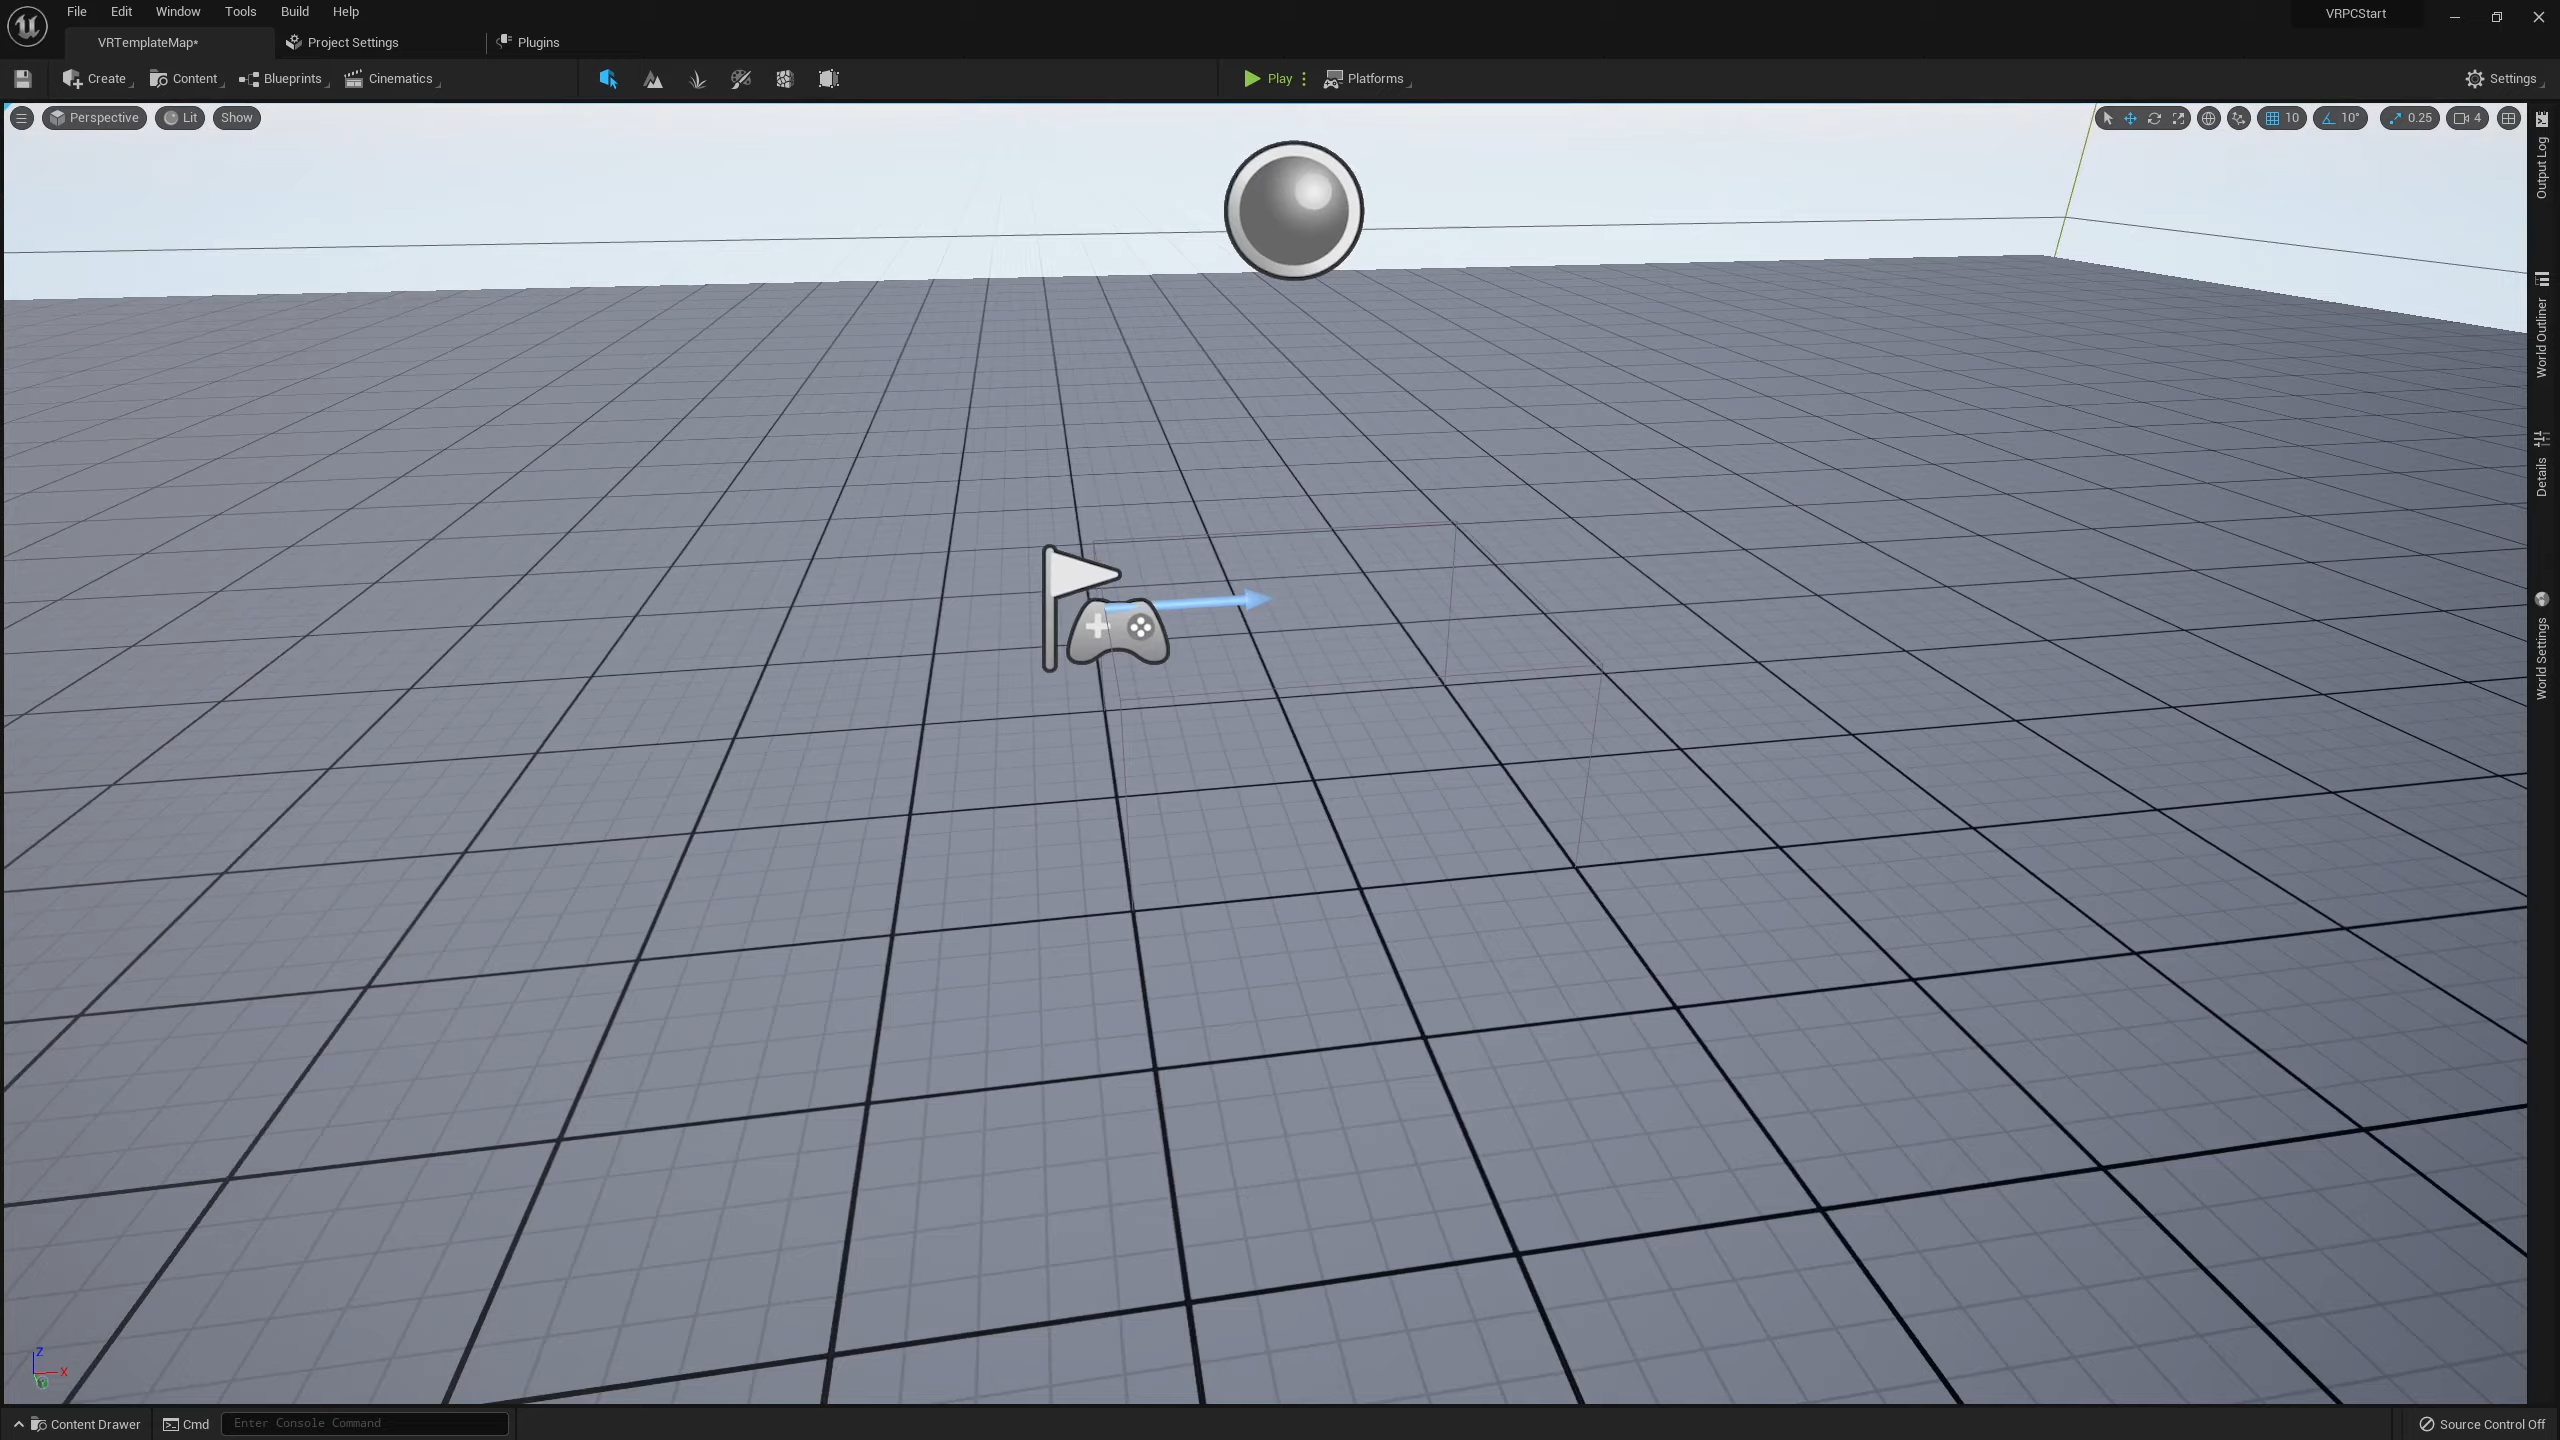 File Edit Window Tools Build Help
VRPCStart
VRTemplateMap* Project Settings Plugins
Create Content Blueprints Cinematics Play Platforms Settings
Perspective Lit Show 10 10° 0.25 4
Output Log
World Outliner
Details
World Settings
Z
X
Content Drawer Cmd Enter Console Command Source Control Off